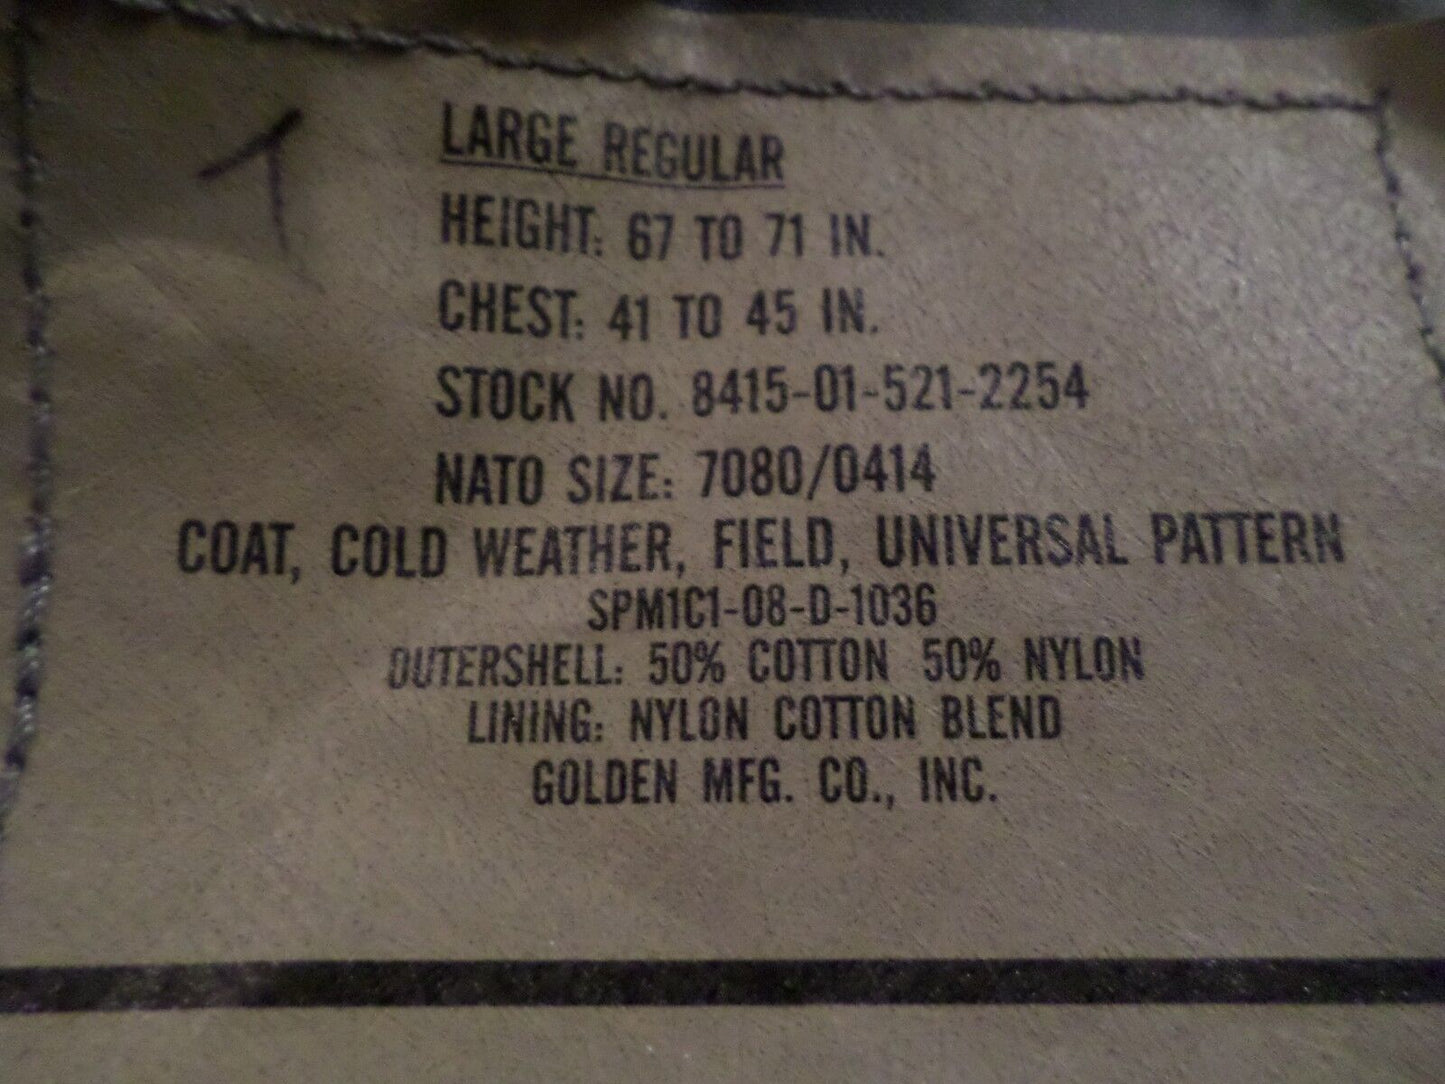 1
LARGE REGULAR
HEIGHT: 67 TO 71 IN.
CHEST: 41 TO 45 IN.
STOCK NO. 8415-01-521-2254
NATO SIZE: 7080/0414
COAT, COLD WEATHER, FIELD, UNIVERSAL PATTERN
SPM1C1-08-D-1036
OUTERSHELL: 50% COTTON 50% NYLON
LINING: NYLON COTTON BLEND
GOLDEN MFG. CO., INC.